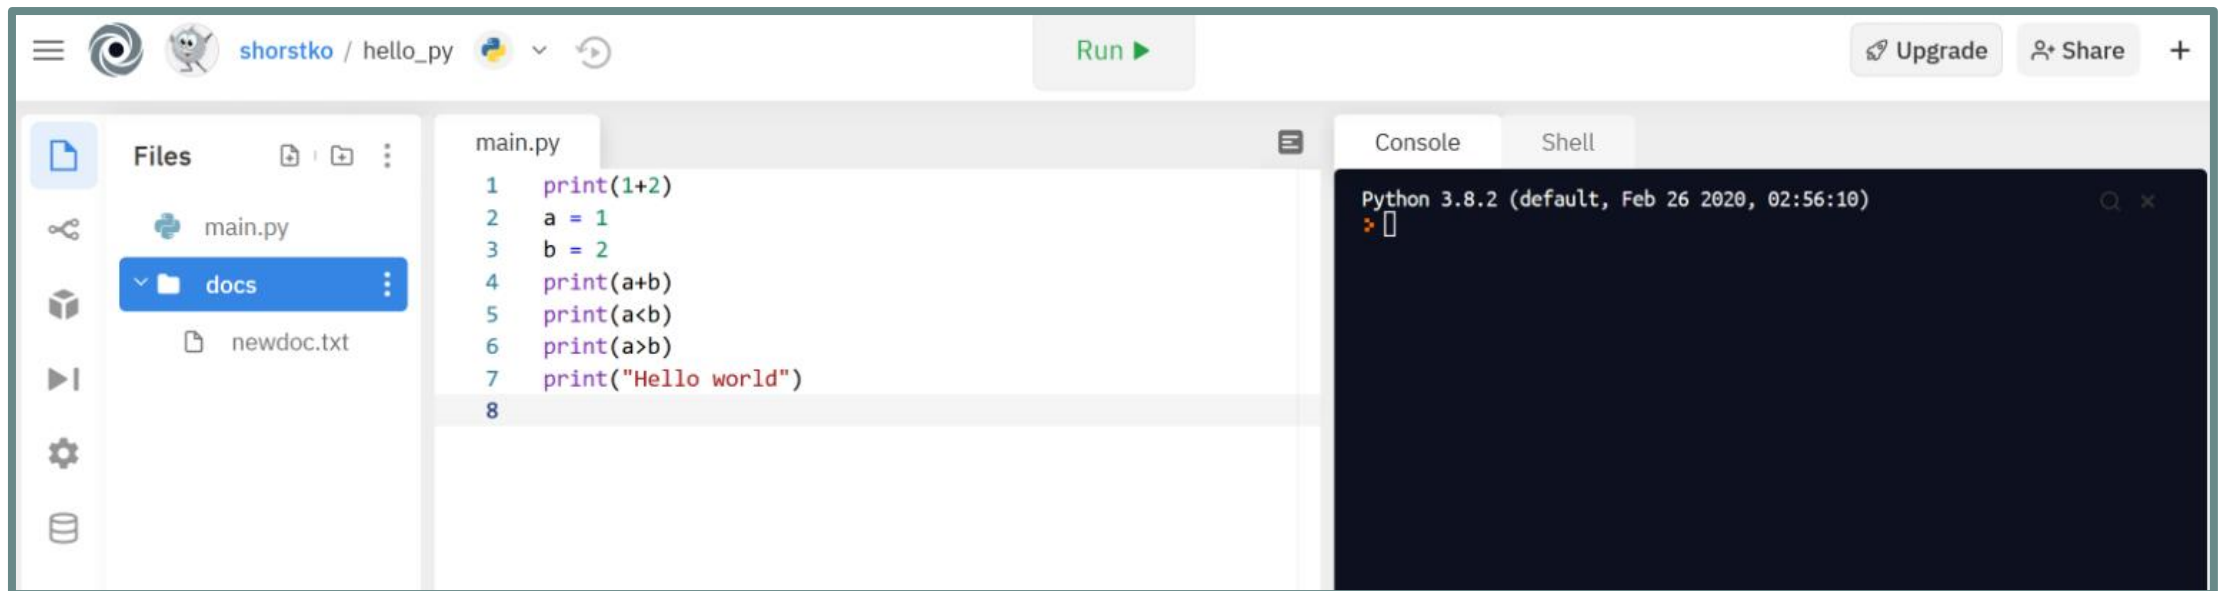 shorstko / hello_py
Run
Upgrade
Share
Files
main.py
docs
newdoc.txt
main.py
1 print(1+2)
2 a = 1
3 b = 2
4 print(a+b)
5 print(a<b)
6 print(a>b)
7 print("Hello world")
8
Console Shell
Python 3.8.2 (default, Feb 26 2020, 02:56:10)
>